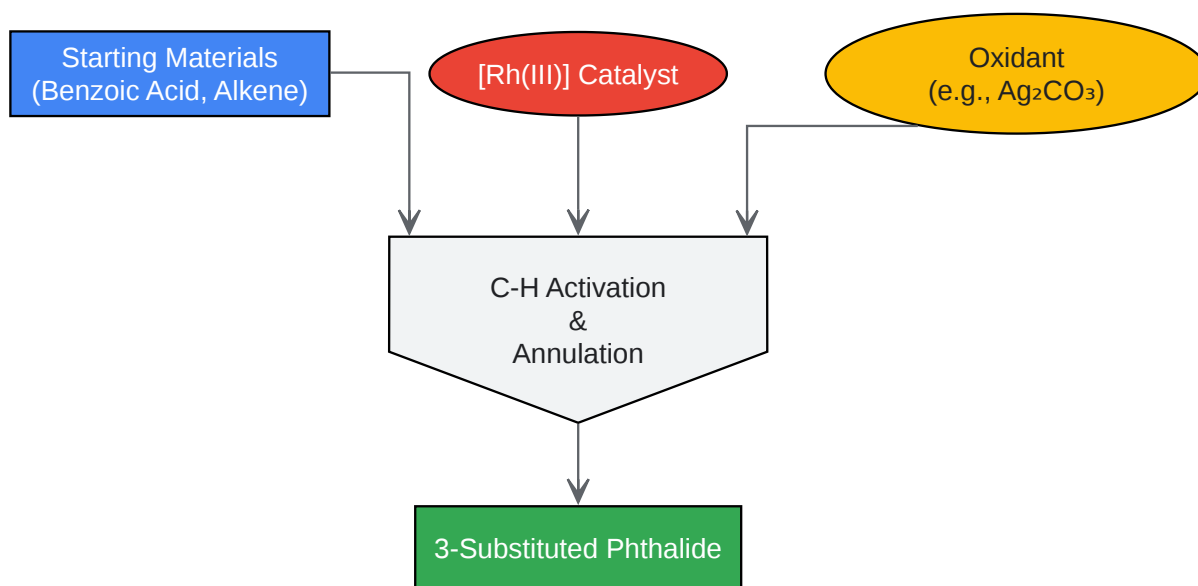 Starting Materials
(Benzoic Acid, Alkene)
[Rh(III)] Catalyst
Oxidant
(e.g., Ag₂CO₃)
C-H Activation
&
Annulation
3-Substituted Phthalide